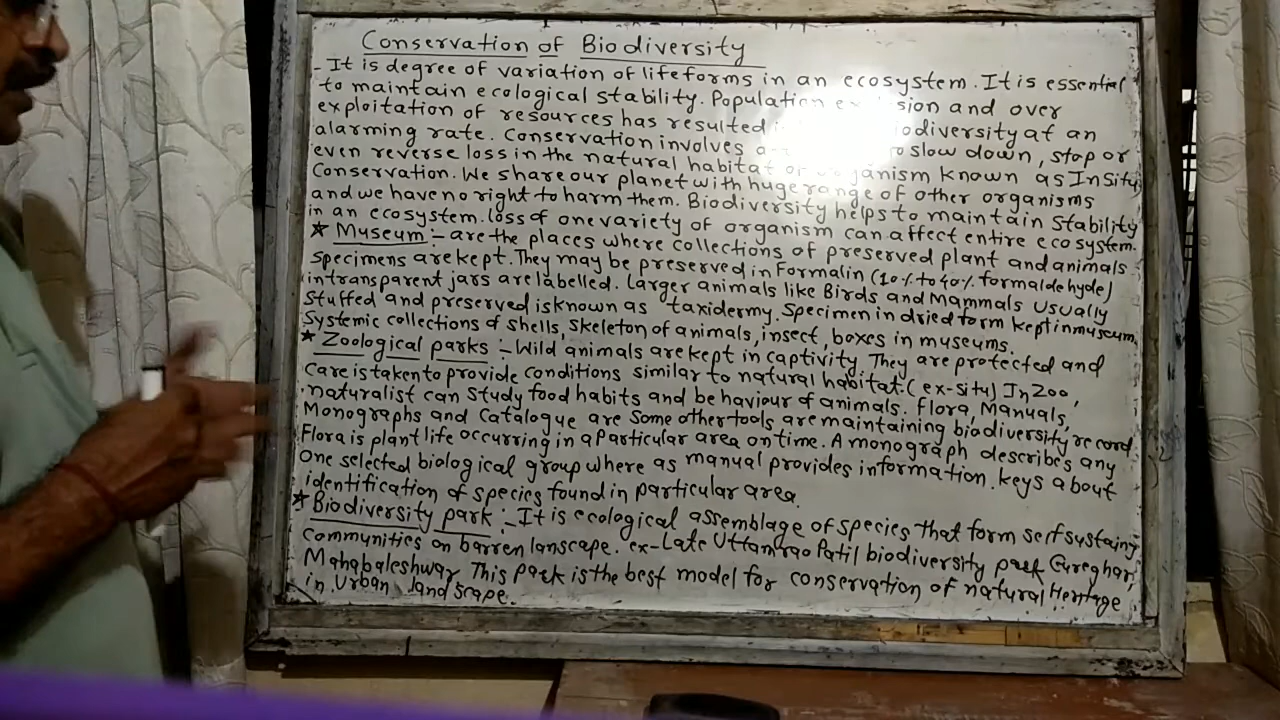 Conservation of Biodiversity
- It is degree of variation of lifeforms in an ecosystem. It is essential
to maintain ecological stability. Population and over
exploitation of resources has resulted at an
alarming rate. Conservation involves slow down, stop or
even reverse loss in the natural habitat known as Insitu
Conservation. We share our planet with huge range of other organisms
and we have no right to harm them. Biodiversity helps to maintain stability
in an ecosystem. loss of one variety of organism can affect entire ecosystem.
* Museum :- are the places where collections of preserved plant and animals
specimens are kept. They may be preserved in Formalin (10% to 40% formaldehyde)
in transparent jars are labelled. Larger animals like Birds and Mammals usually
stuffed and preserved is known as taxidermy. Specimen in dried form kept in museum,
Systemic collections of shells, skeleton of animals, insect, boxes in museums.
* Zoological parks :- Wild animals are kept in captivity. They are protected and
care is taken to provide conditions similar to natural habitat. (ex-situ) In Zoo,
naturalist can study food habits and behaviour of animals. Flora, Manuals,
Monographs and Catalogue are some other tools are maintaining biodiversity record.
Flora is plant life occurring in a particular area on time. A monograph describes any
One selected biological group where as manual provides information. keys about
identification of species found in particular area.
* Biodiversity park :- It is ecological assemblage of species that form self sustaing
communities on barren lanscape. ex- Late Uttamrao Patil biodiversity park Gureghar,
Mahabaleshwar This park is the best model for conservation of natural Heritage
in Urban landscape.